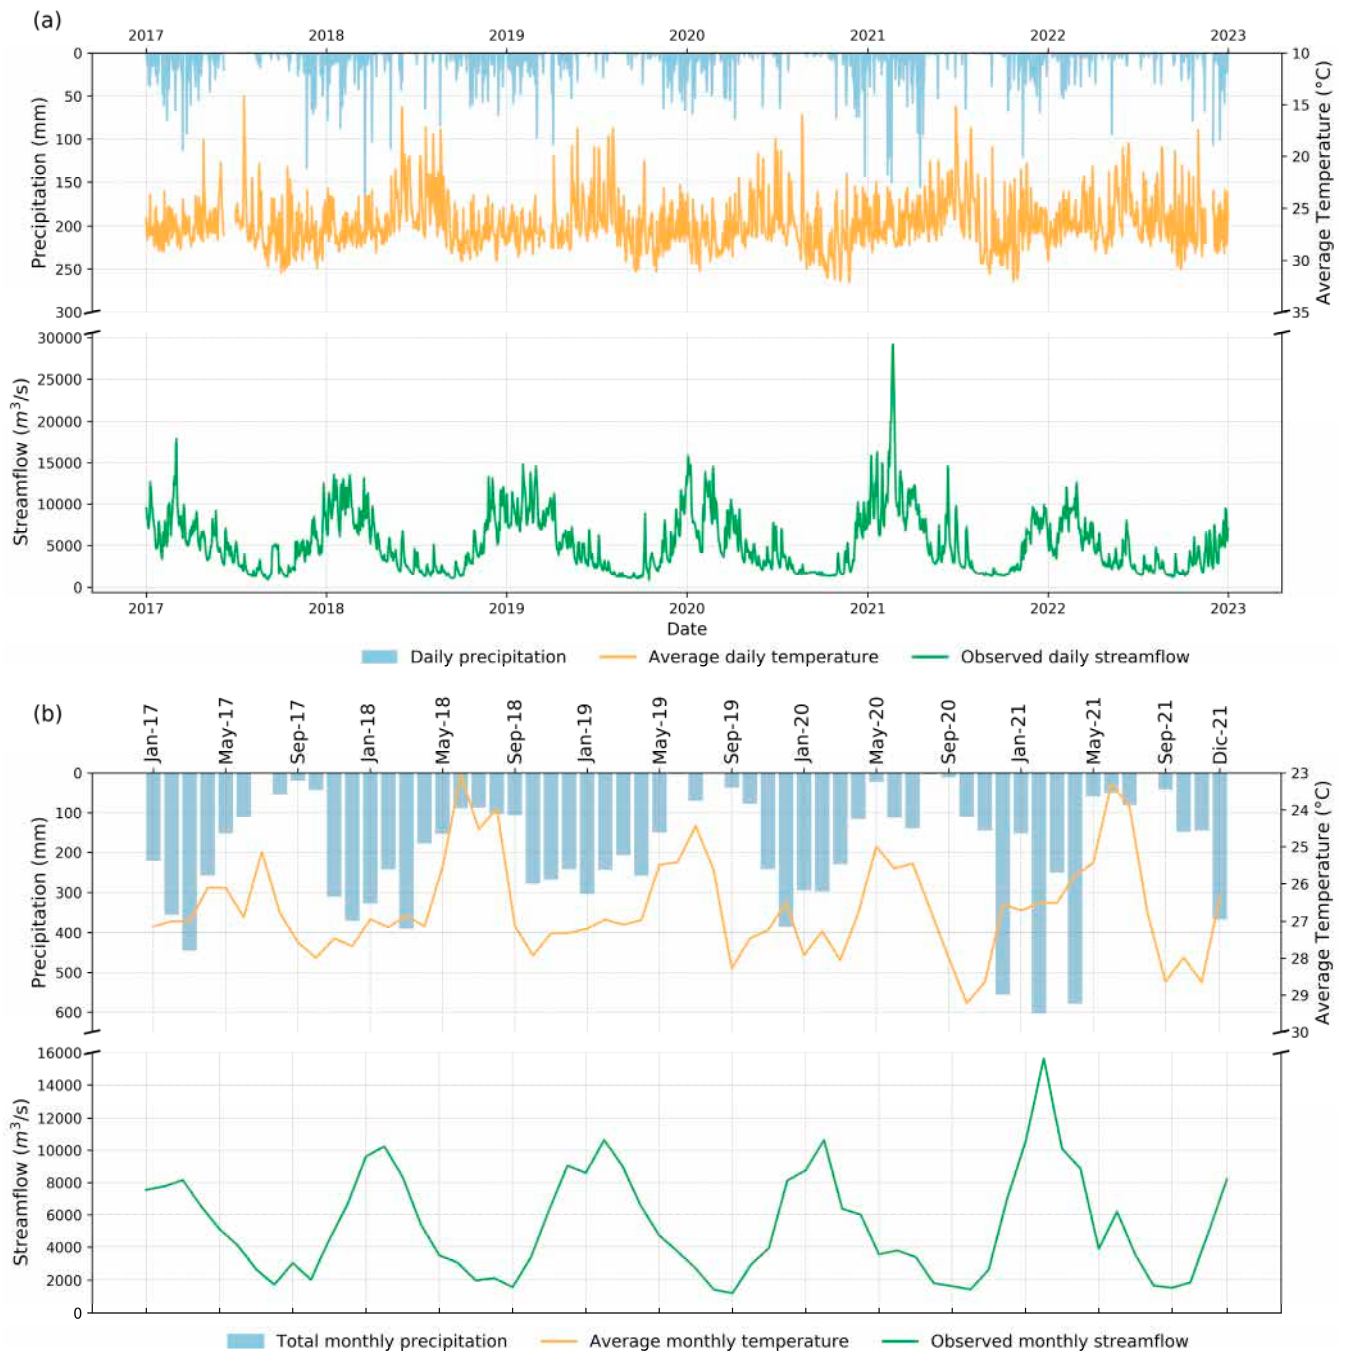 (a)
2017 2018 2019 2020 2021 2022 2023
0 10
50 15
100 20
150
200 25
250 30
300 35
Precipitation (mm)
Average Temperature (°C)
30000
25000
20000
15000
10000
5000
0
Streamflow (m³/s)
2017 2018 2019 2020 2021 2022 2023
Date
Daily precipitation Average daily temperature Observed daily streamflow
(b)
Jan-17 May-17 Sep-17 Jan-18 May-18 Sep-18 Jan-19 May-19 Sep-19 Jan-20 May-20 Sep-20 Jan-21 May-21 Sep-21 Dic-21
0 23
100 24
200 25
300 26
400 27
500 28
600 29
30
Precipitation (mm)
Average Temperature (°C)
16000
14000
12000
10000
8000
6000
4000
2000
0
Streamflow (m³/s)
Total monthly precipitation Average monthly temperature Observed monthly streamflow